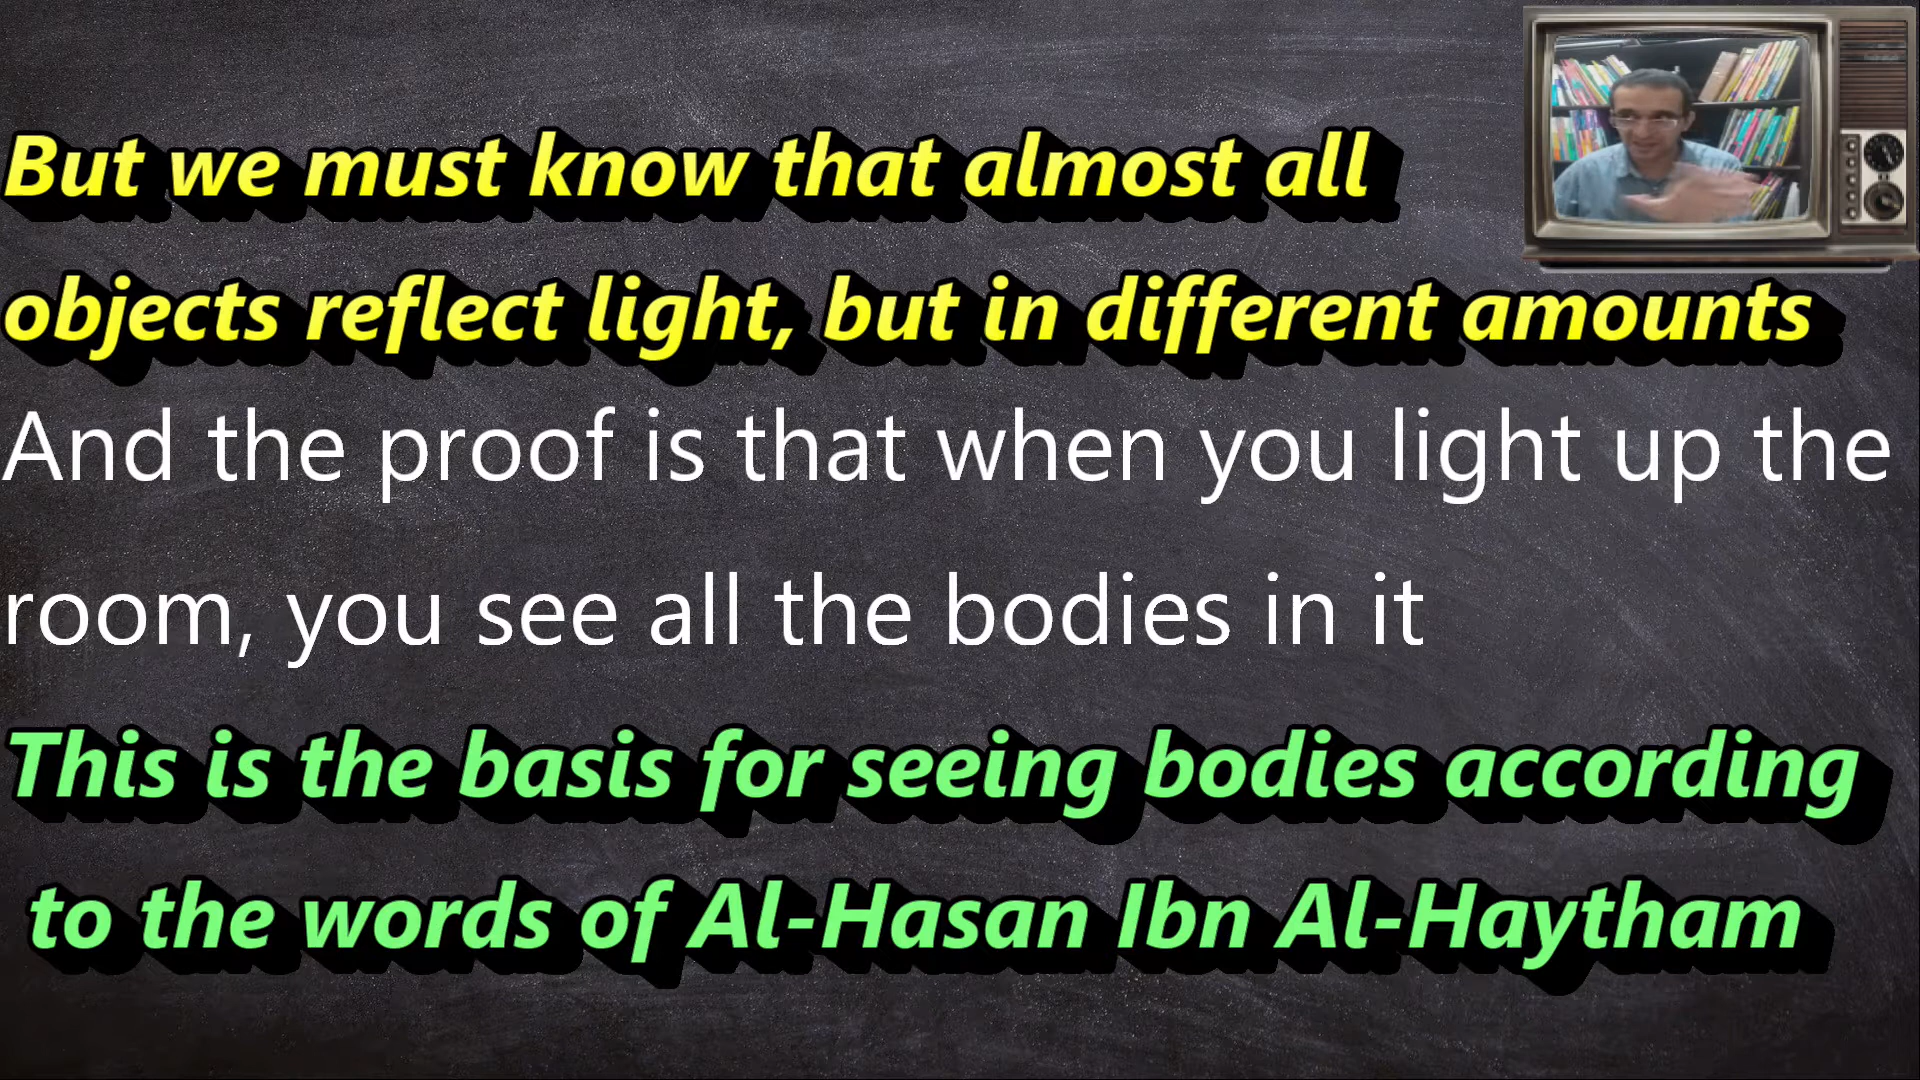 But we must know that almost all
objects reflect light, but in different amounts
And the proof is that when you light up the
room, you see all the bodies in it
This is the basis for seeing bodies according
to the words of Al-Hasan Ibn Al-Haytham